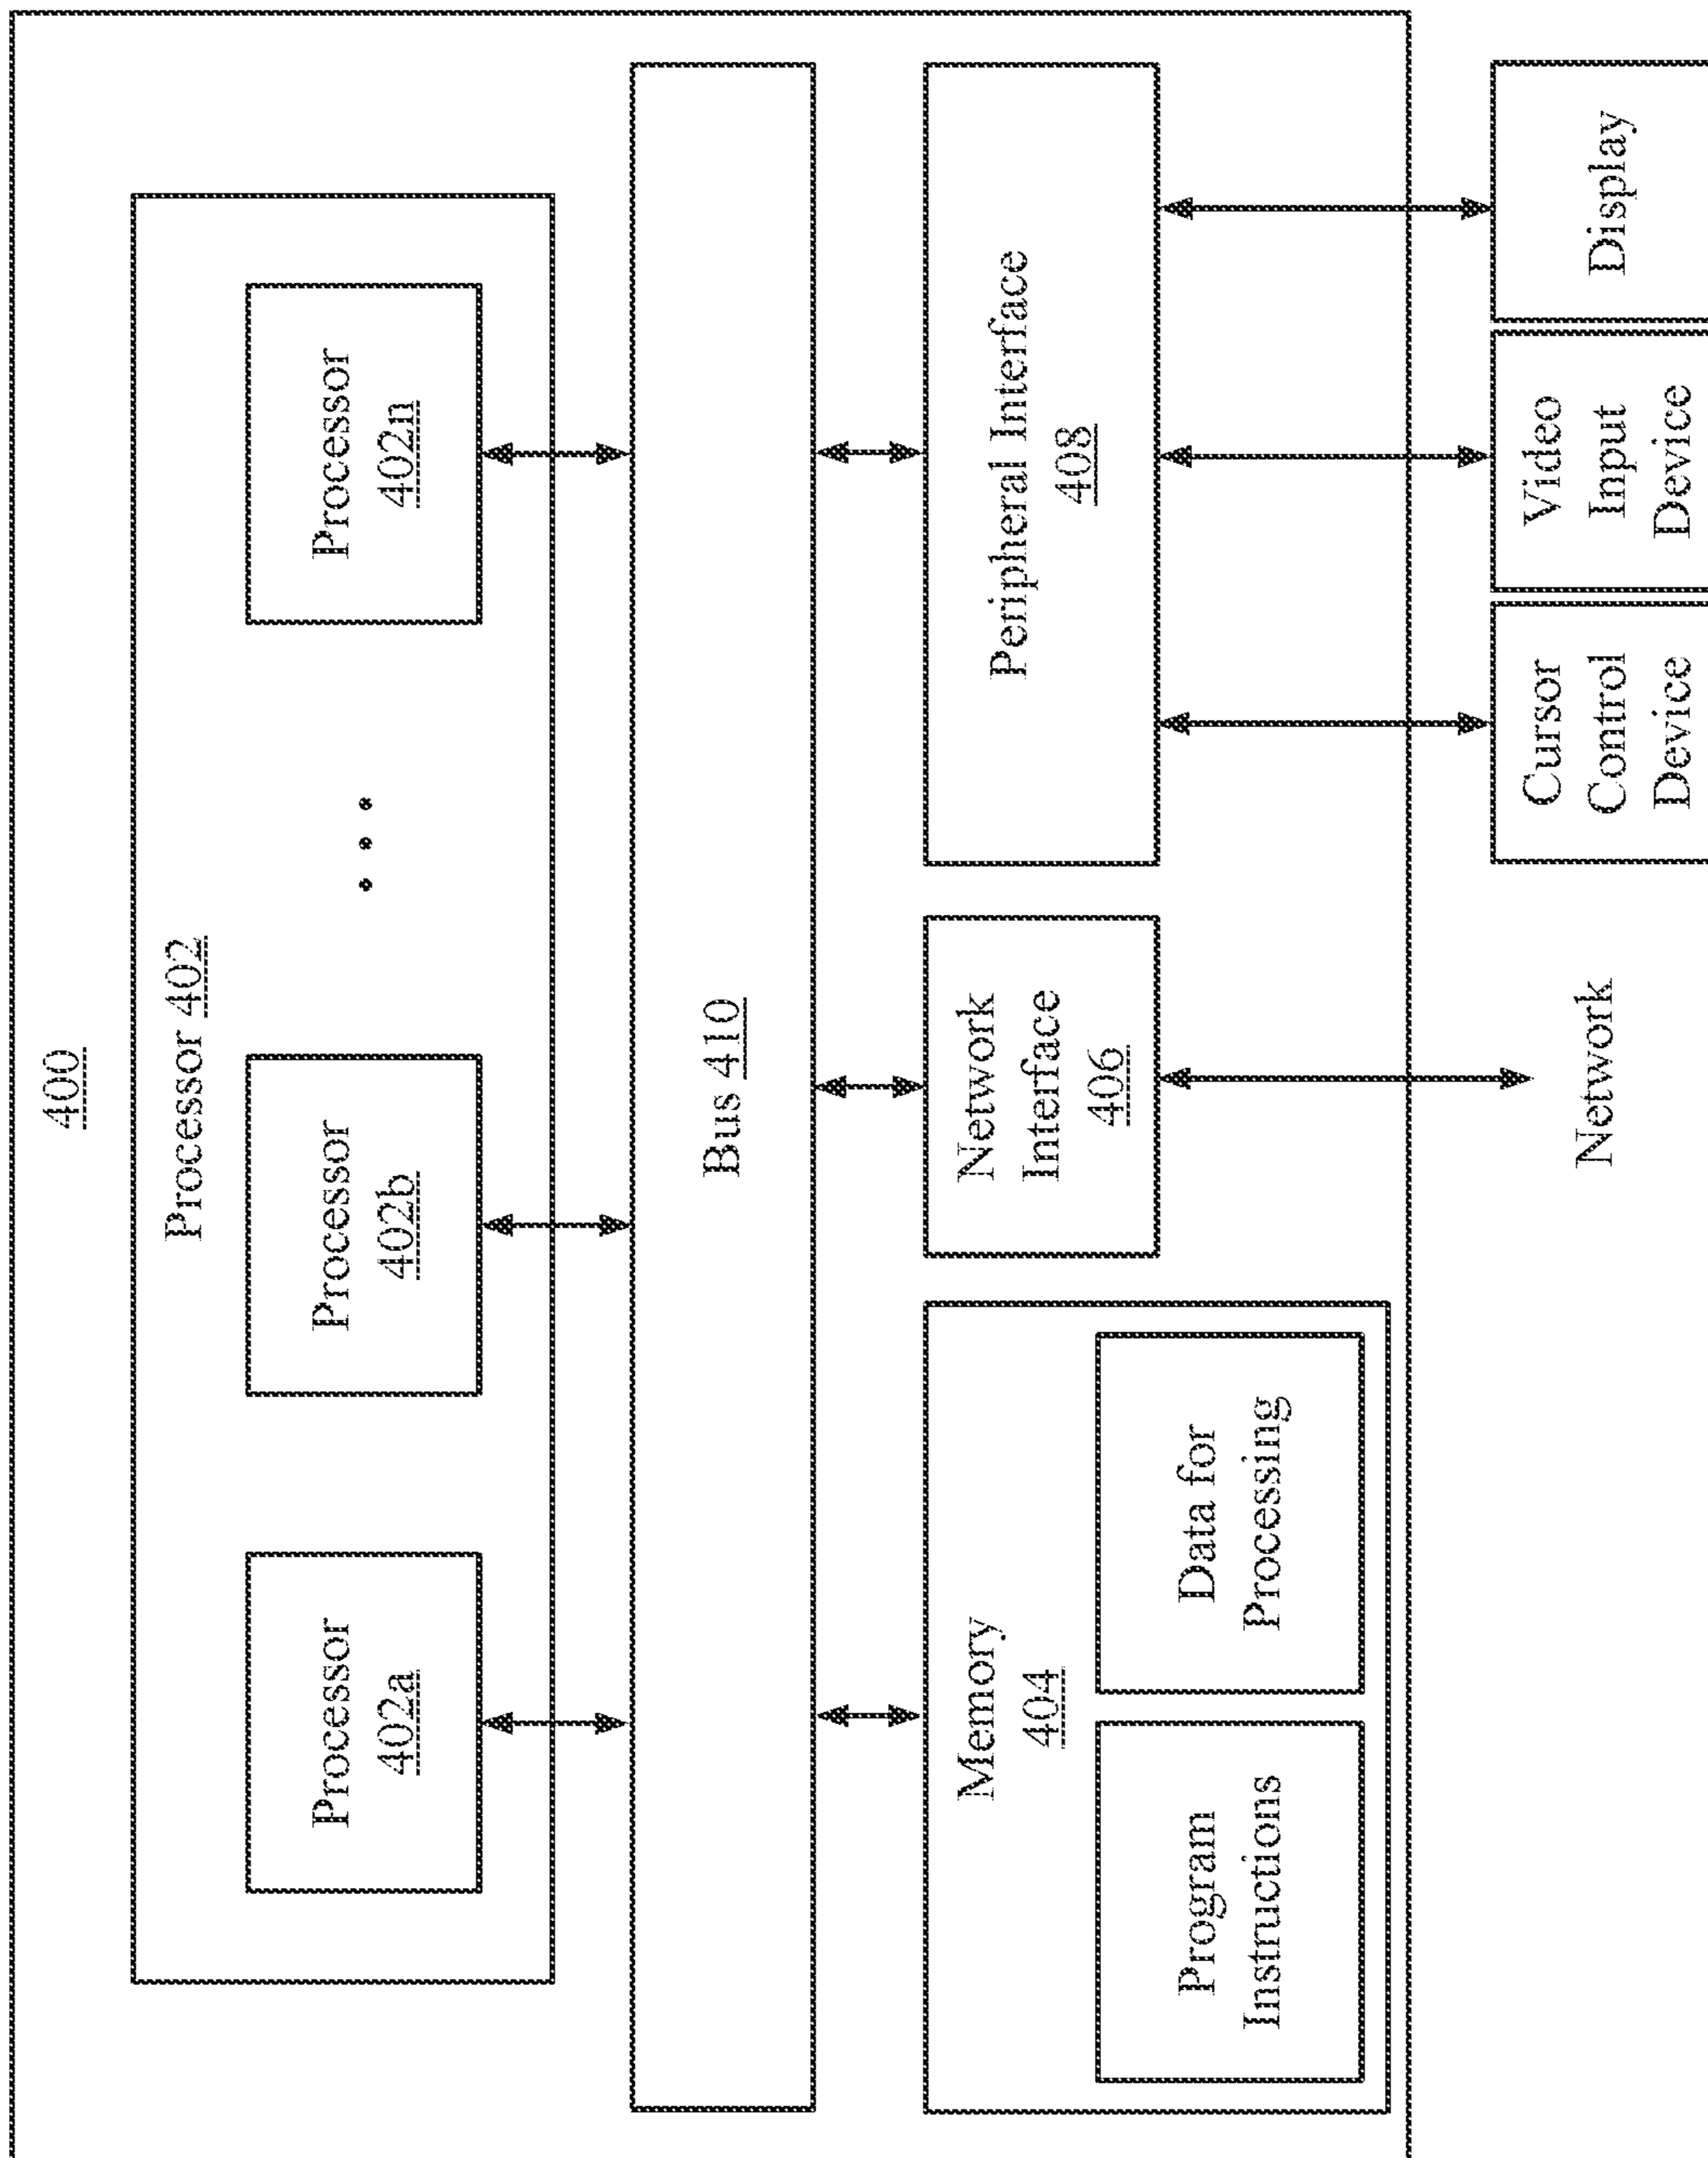 400
Processor 402
Processor
402a
Processor
402b
Processor
402n
Bus 410
Memory
404
Program
Instructions
Data for
Processing
Network
Interface
406
Peripheral Interface
408
Network
Cursor
Control
Device
Video
Input
Device
Display